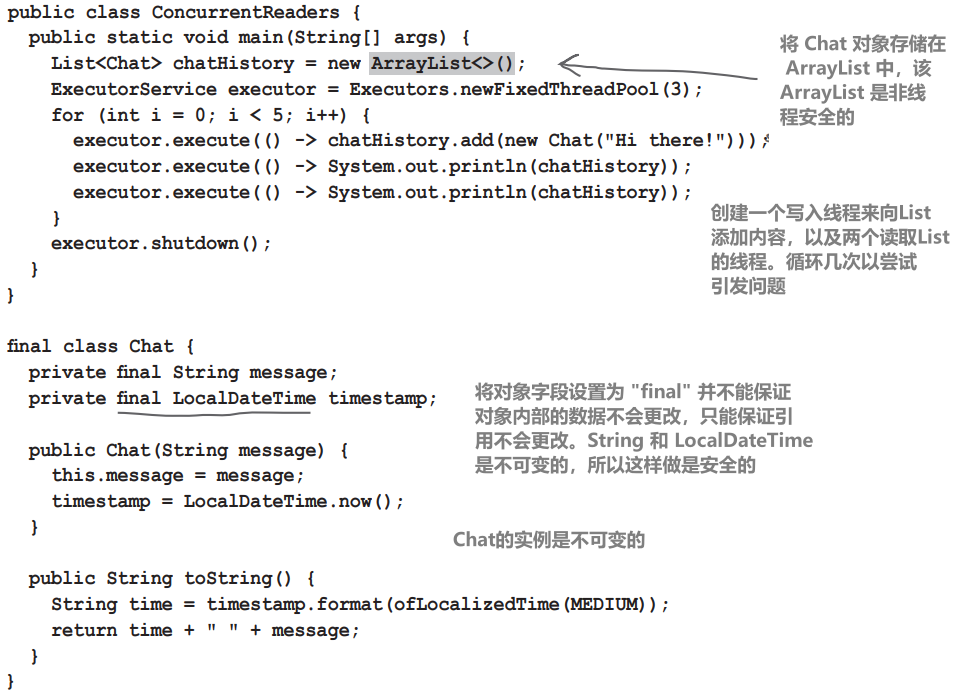 public class ConcurrentReaders {
public static void main(String[] args) {
List<Chat> chatHistory = new ArrayList<>();
ExecutorService executor = Executors.newFixedThreadPool(3);
for (int i = 0; i < 5; i++) {
executor.execute(() -> chatHistory.add(new Chat("Hi there!")));
executor.execute(() -> System.out.println(chatHistory));
executor.execute(() -> System.out.println(chatHistory));
}
executor.shutdown();
}
}
将 Chat 对象存储在
ArrayList 中，该
ArrayList 是非线
程安全的
创建一个写入线程来向List
添加内容，以及两个读取List
的线程。循环几次以尝试
引发问题
final class Chat {
private final String message;
private final LocalDateTime timestamp;
public Chat(String message) {
this.message = message;
timestamp = LocalDateTime.now();
}
public String toString() {
String time = timestamp.format(ofLocalizedTime(MEDIUM));
return time + " " + message;
}
}
将对象字段设置为 "final" 并不能保证
对象内部的数据不会更改，只能保证引
用不会更改。String 和 LocalDateTime
是不可变的，所以这样做是安全的
Chat的实例是不可变的